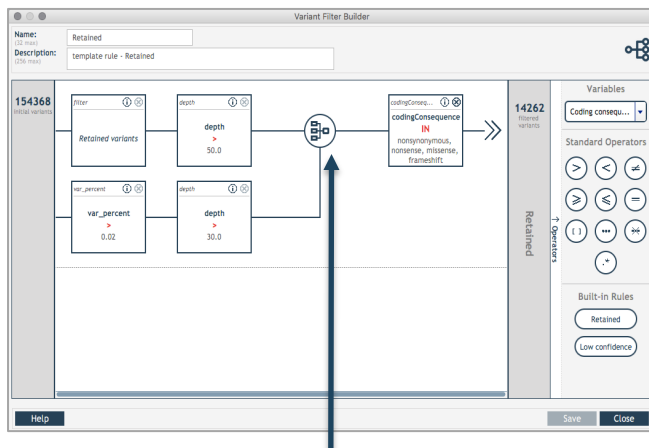 Variant Filter Builder
Name:
(32 max)
Retained
Description:
(256 max)
template rule - Retained
154368
initial variants
filter
Retained variants
depth
depth
>
50.0
codingConseq...
codingConsequence
IN
nonsynonymous,
nonsense, missense,
frameshift
var_percent
var_percent
>
0.02
depth
depth
>
30.0
14262
filtered
variants
Retained
→ Operators
Variables
Coding consequ...
Standard Operators
> < ≠
⩾ ⩽ =
[ ] •••
.*
Built-in Rules
Retained
Low confidence
Help
Save
Close